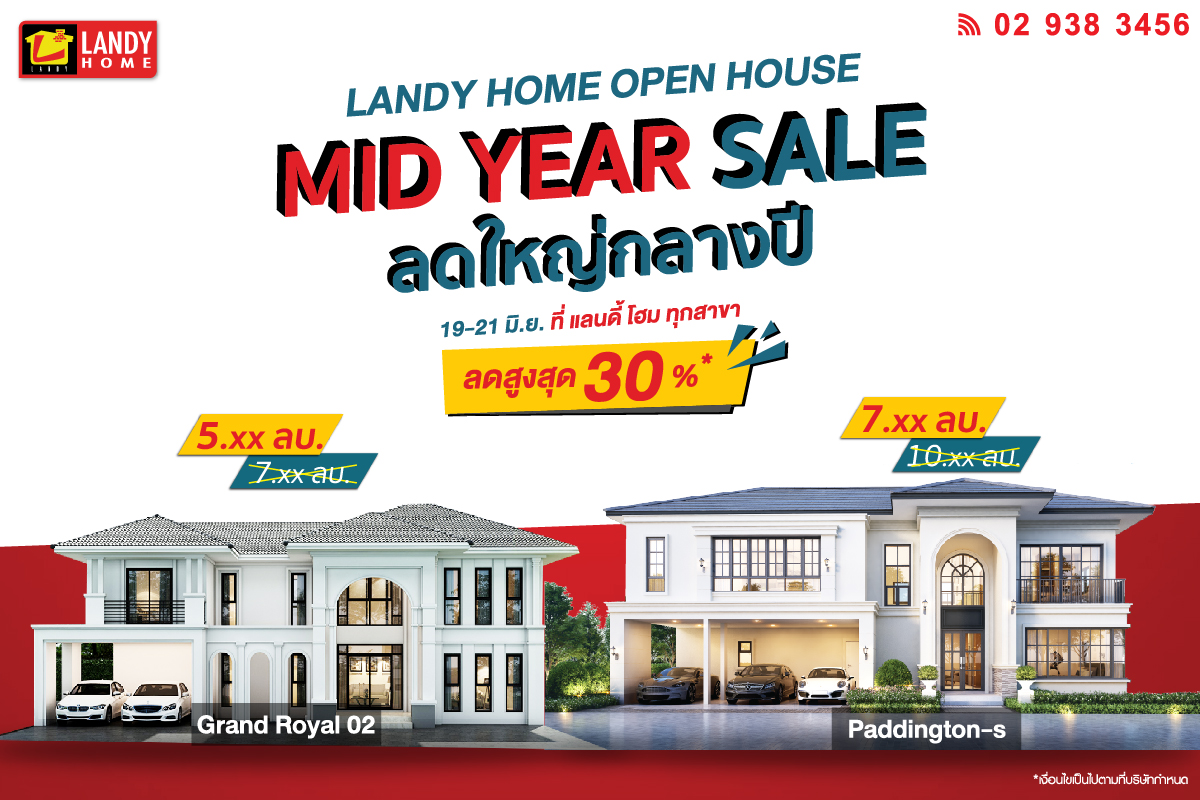 LANDY
HOME
LANDY
02 938 3456
LANDY HOME OPEN HOUSE
MID YEAR SALE
ลดใหญ่กลางปี
19-21 มิ.ย. ที่ แลนดี้ โฮม ทุกสาขา
ลดสูงสุด 30 %*
5.xx ลบ.
7.xx ลบ.
7.xx ลบ.
10.xx ลบ.
Grand Royal 02
Paddington-s
*เงื่อนไขเป็นไปตามที่บริษัทกำหนด